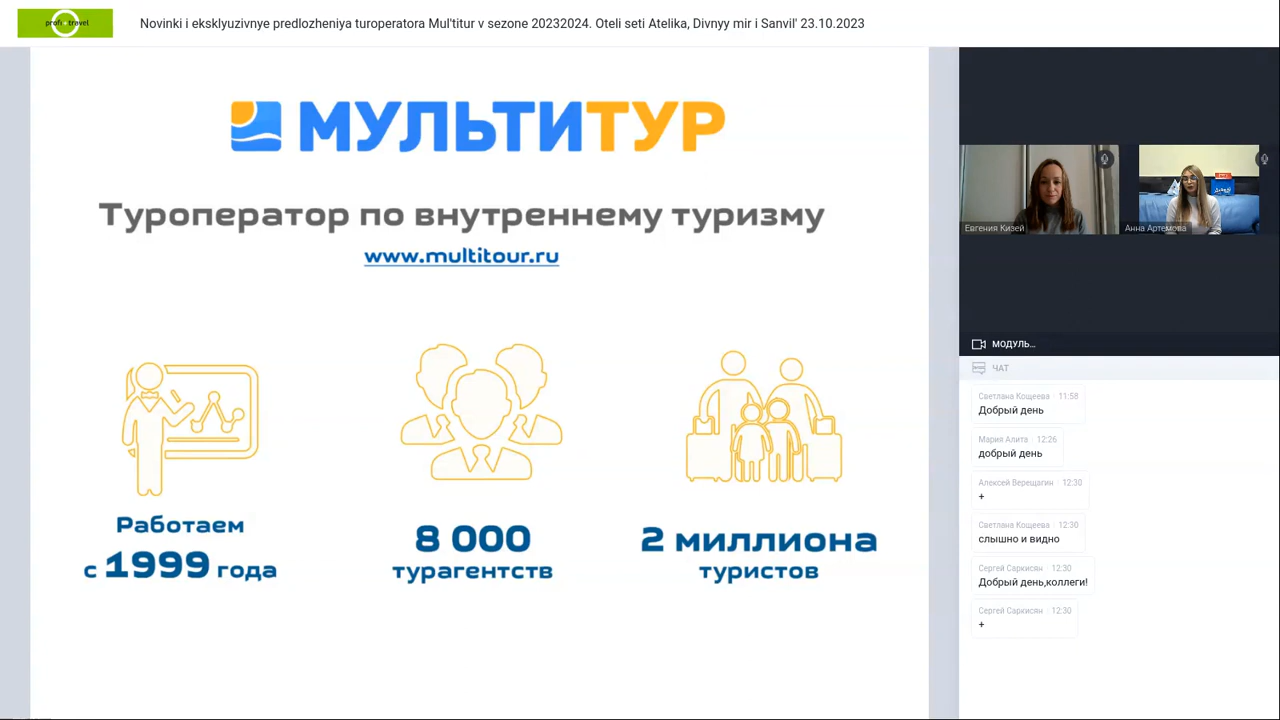 profi travel
Novinki i eksklyuzivnye predlozheniya turoperatora Mul'titur v sezone 20232024. Oteli seti Atelika, Divnyy mir i Sanvil' 23.10.2023
МУЛЬТИТУР
Туроператор по внутреннему туризму
www.multitour.ru
Работаем
с 1999 года
8 000
турагентств
2 миллиона
туристов
Евгения Кизей
Анна Артемова
МОДУЛЬ...
ЧАТ
Светлана Кощеева 11:58
Добрый день
Мария Алита 12:26
добрый день
Алексей Верещагин 12:30
+
Светлана Кощеева 12:30
слышно и видно
Сергей Саркисян 12:30
Добрый день,коллеги!
Сергей Саркисян 12:30
+